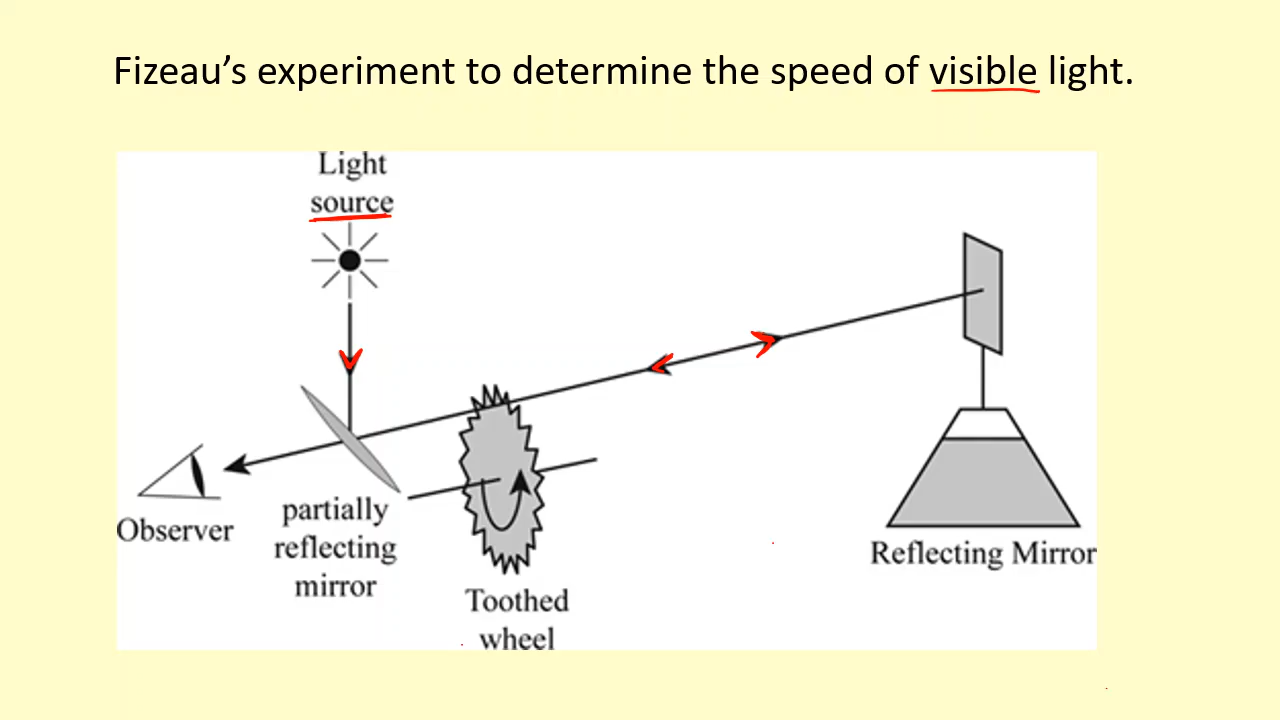 Fizeau’s experiment to determine the speed of visible light.
Light
source
Observer
partially
reflecting
mirror
Toothed
wheel
Reflecting Mirror